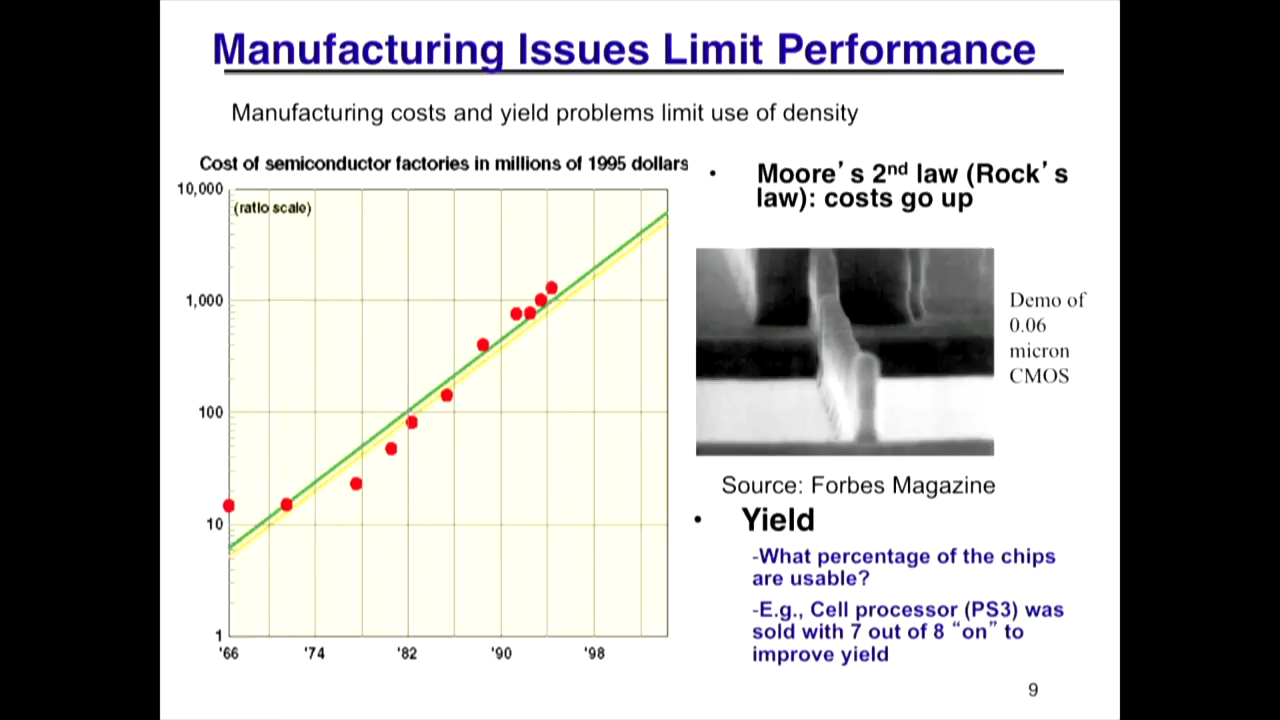 Manufacturing Issues Limit Performance
Manufacturing costs and yield problems limit use of density
Cost of semiconductor factories in millions of 1995 dollars
10,000
(ratio scale)
1,000
100
10
1
'66 '74 '82 '90 '98
• Moore's 2nd law (Rock's
law): costs go up
Demo of
0.06
micron
CMOS
Source: Forbes Magazine
• Yield
-What percentage of the chips
are usable?
-E.g., Cell processor (PS3) was
sold with 7 out of 8 “on” to
improve yield
9